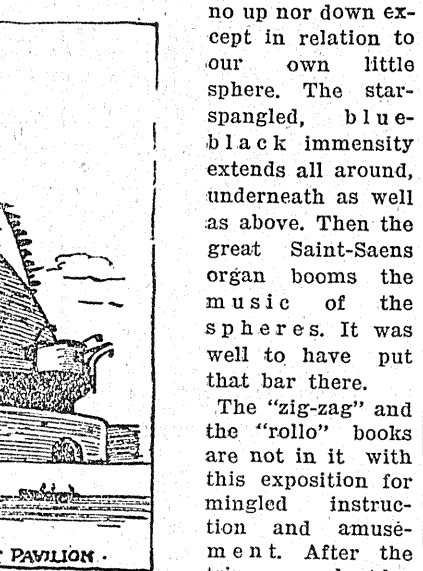 no up nor down ex-
cept in relation to
our own little
sphere. The star-
spangled, blue-
black immensity
extends all around,
underneath as well
as above. Then the
great Saint-Saens
organ booms the
music of the
spheres. It was
well to have put
that bar there.
The "zig-zag" and
the "rollo" books
are not in it with
this exposition for
mingled instruc-
tion and amuse-
ment. After the
PAVILION.